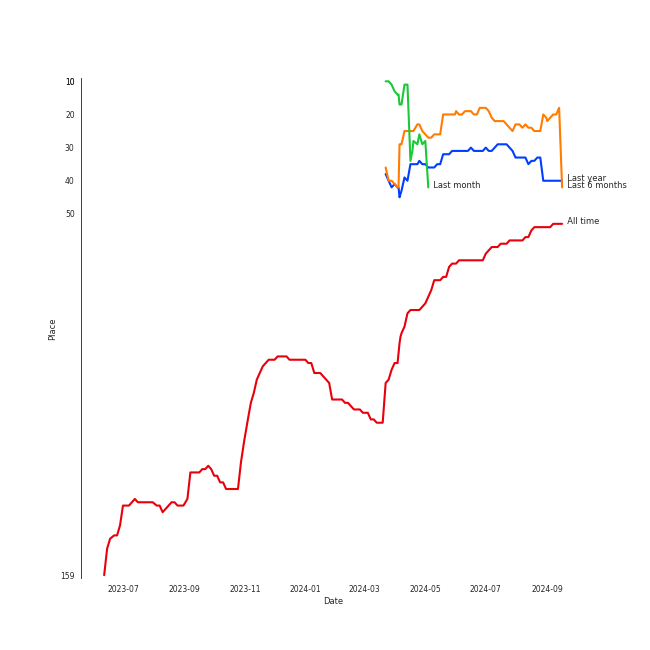 10
20
30
40
50
159
Place
Last month
Last year
Last 6 months
All time
2023-07
2023-09
2023-11
2024-01
2024-03
2024-05
2024-07
2024-09
Date